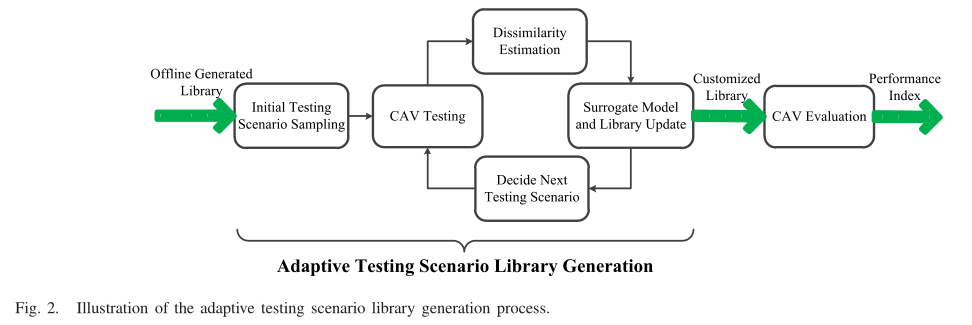 Dissimilarity
Estimation
Offline Generated
Library
Initial Testing
Scenario Sampling
CAV Testing
Surrogate Model
and Library Update
Customized
Library
CAV Evaluation
Performance
Index
Decide Next
Testing Scenario
Adaptive Testing Scenario Library Generation
Fig. 2. Illustration of the adaptive testing scenario library generation process.